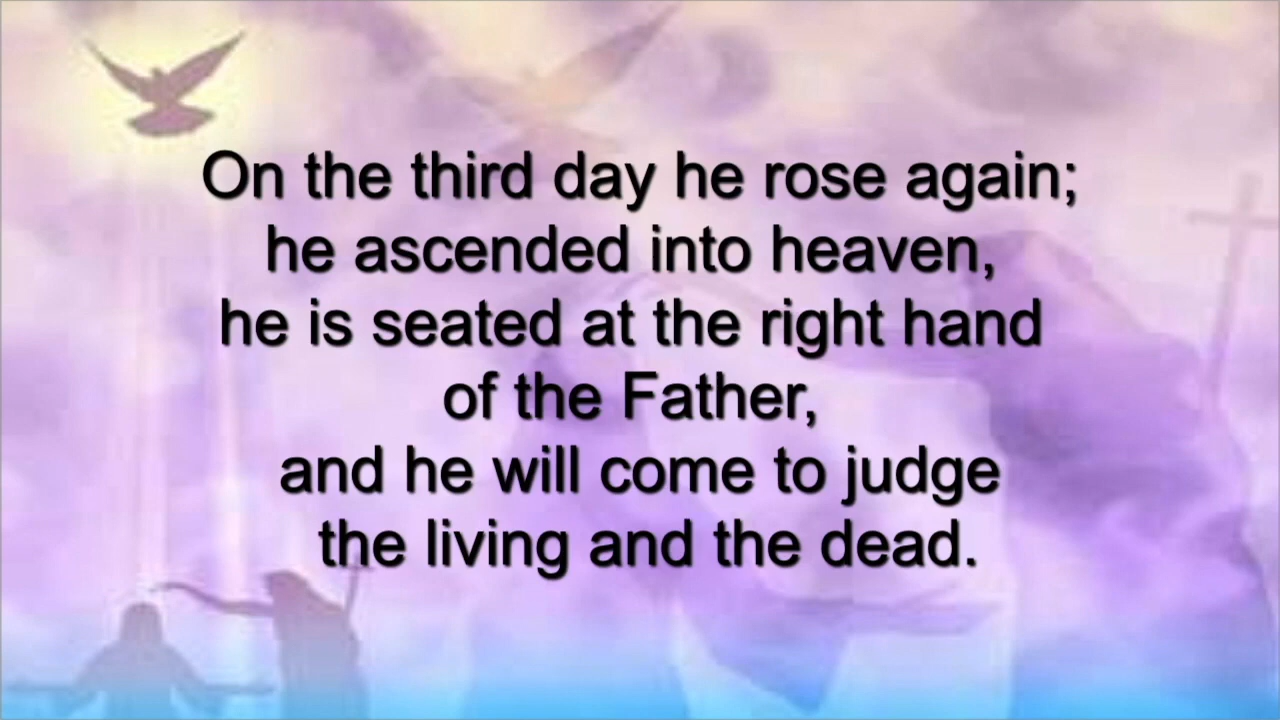 On the third day he rose again;
he ascended into heaven,
he is seated at the right hand
of the Father,
and he will come to judge
the living and the dead.